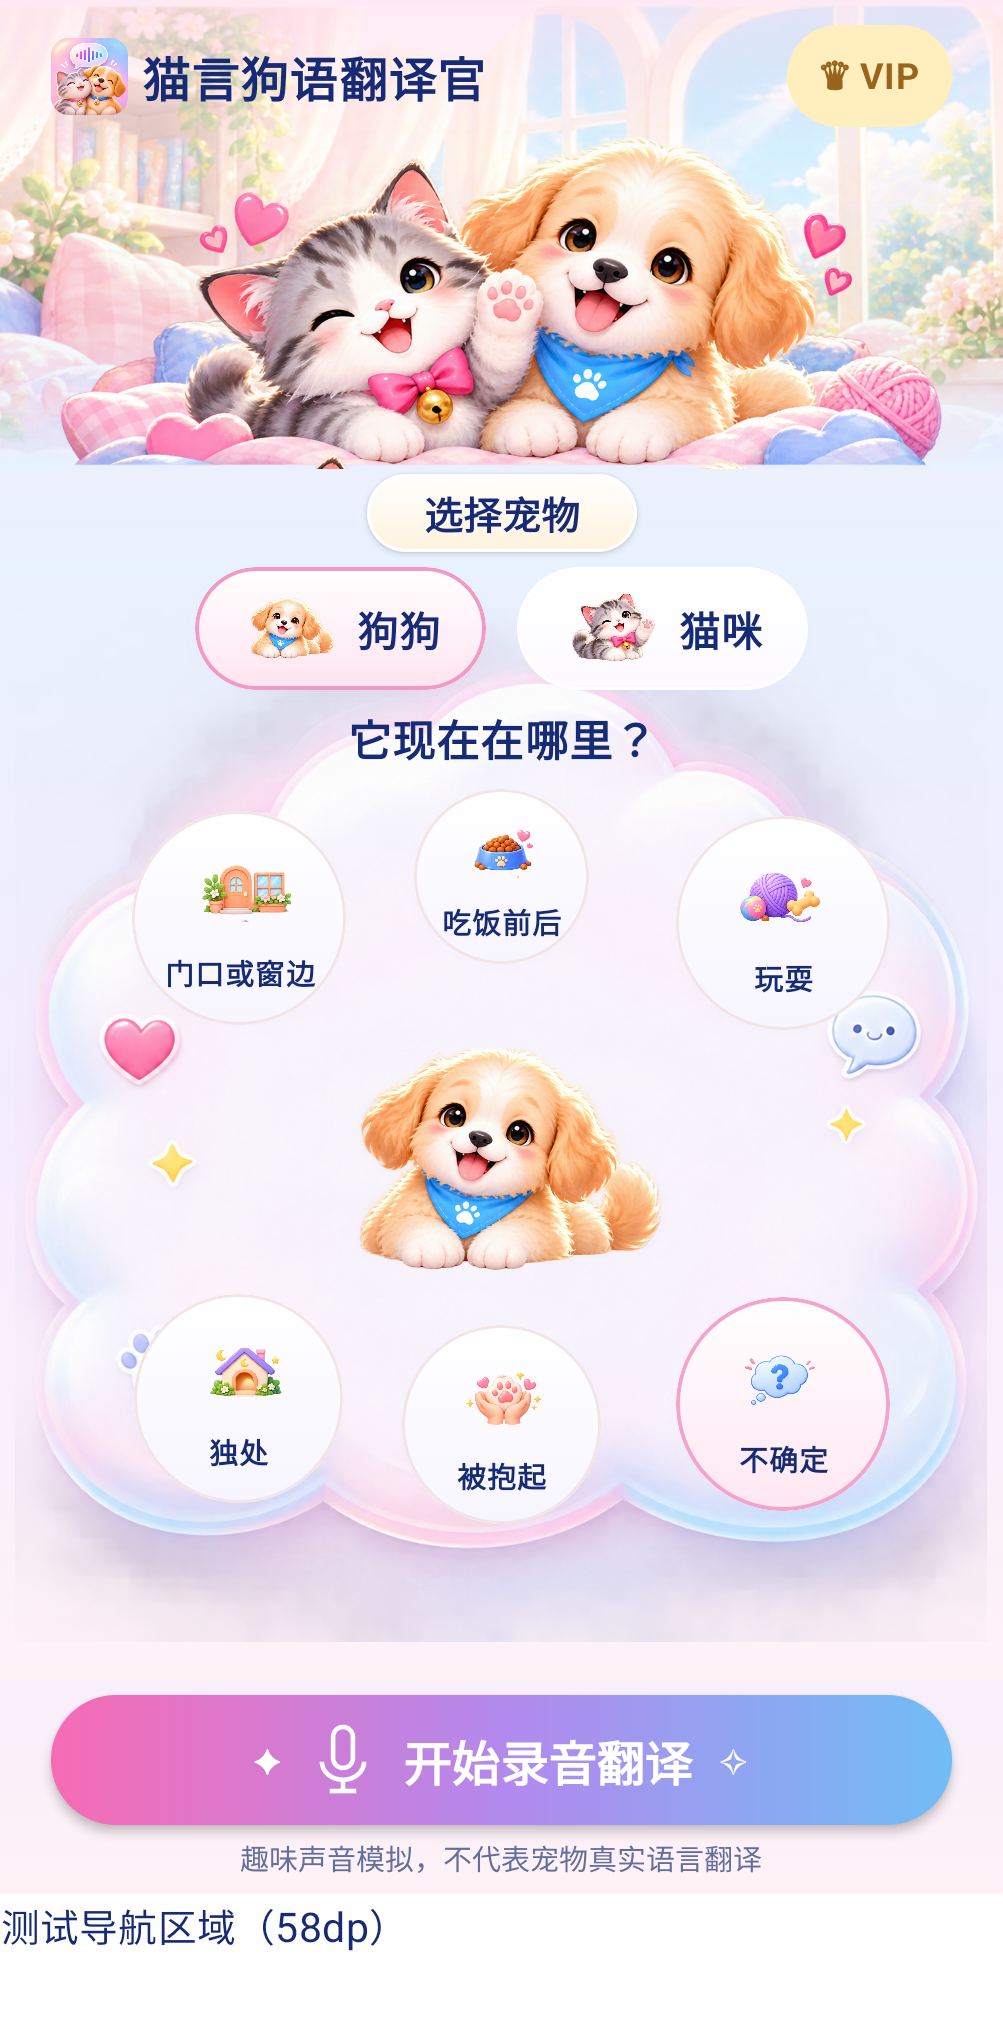 猫言狗语翻译官
VIP
选择宠物
狗狗
猫咪
它现在在哪里？
吃饭前后
门口或窗边
玩耍
独处
被抱起
不确定
开始录音翻译
趣味声音模拟，不代表宠物真实语言翻译
测试导航区域（58dp）